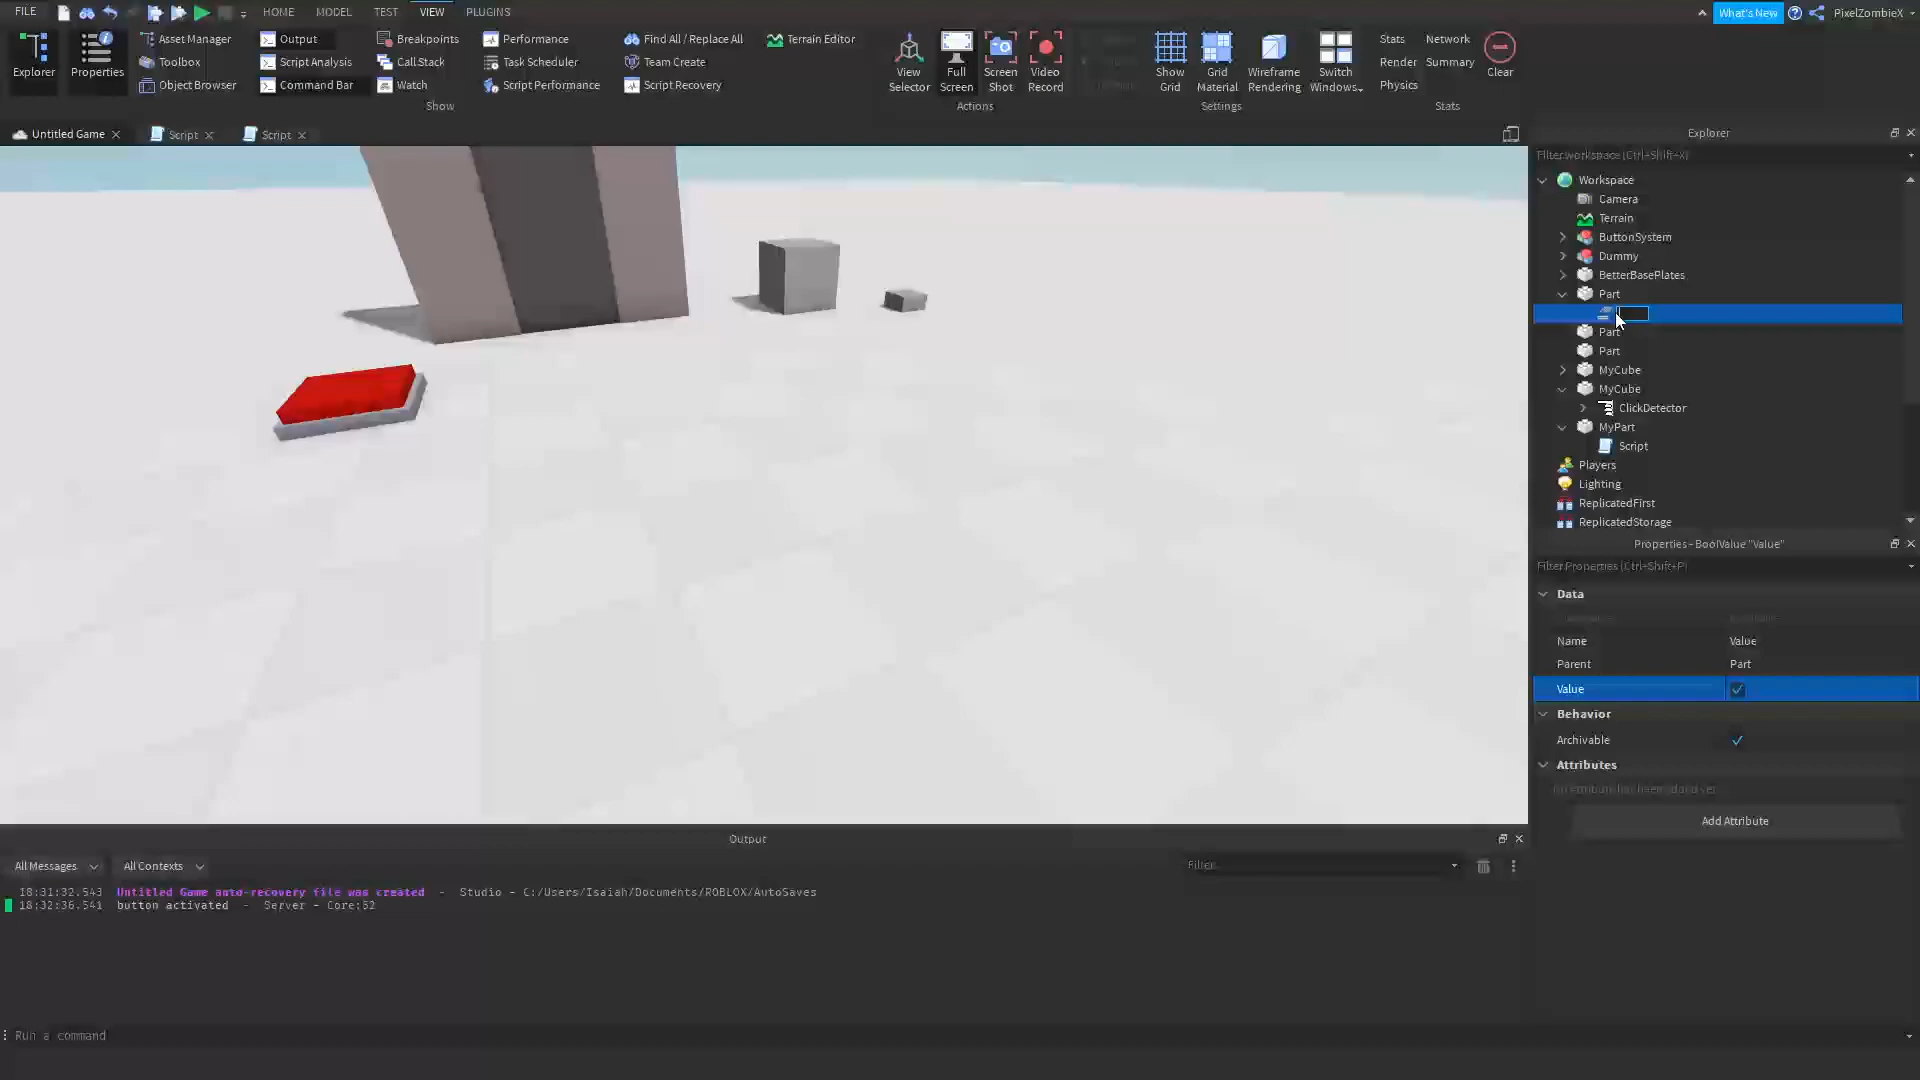 FILE HOME MODEL TEST VIEW PLUGINS What's New PixelZombieX
Explorer
Properties
Asset Manager
Toolbox
Object Browser
Output
Script Analysis
Command Bar
Breakpoints
Call Stack
Watch
Performance
Task Scheduler
Script Performance
Find All / Replace All
Team Create
Script Recovery
Terrain Editor
Show
View
Selector
Full
Screen
Screen
Shot
Video
Record
Actions
Show
Grid
Grid
Material
Wireframe
Rendering
Switch
Windows
Settings
Stats Network
Render Summary
Physics
Clear
Stats
Untitled Game Script Script
Explorer
Filter workspace (Ctrl+Shift+X)
Workspace
Camera
Terrain
ButtonSystem
Dummy
BetterBasePlates
Part
Part
Part
MyCube
MyCube
ClickDetector
MyPart
Script
Players
Lighting
ReplicatedFirst
ReplicatedStorage
Properties - BoolValue "Value"
Filter Properties (Ctrl+Shift+P)
Data
Name Value
Parent Part
Value
Behavior
Archivable
Attributes
Add Attribute
Output
All Messages All Contexts Filter...
18:31:32.543 Untitled Game auto-recovery file was created - Studio - C:/Users/Isaiah/Documents/ROBLOX/AutoSaves
18:32:36.541 button activated - Server - Core:52
Run a command